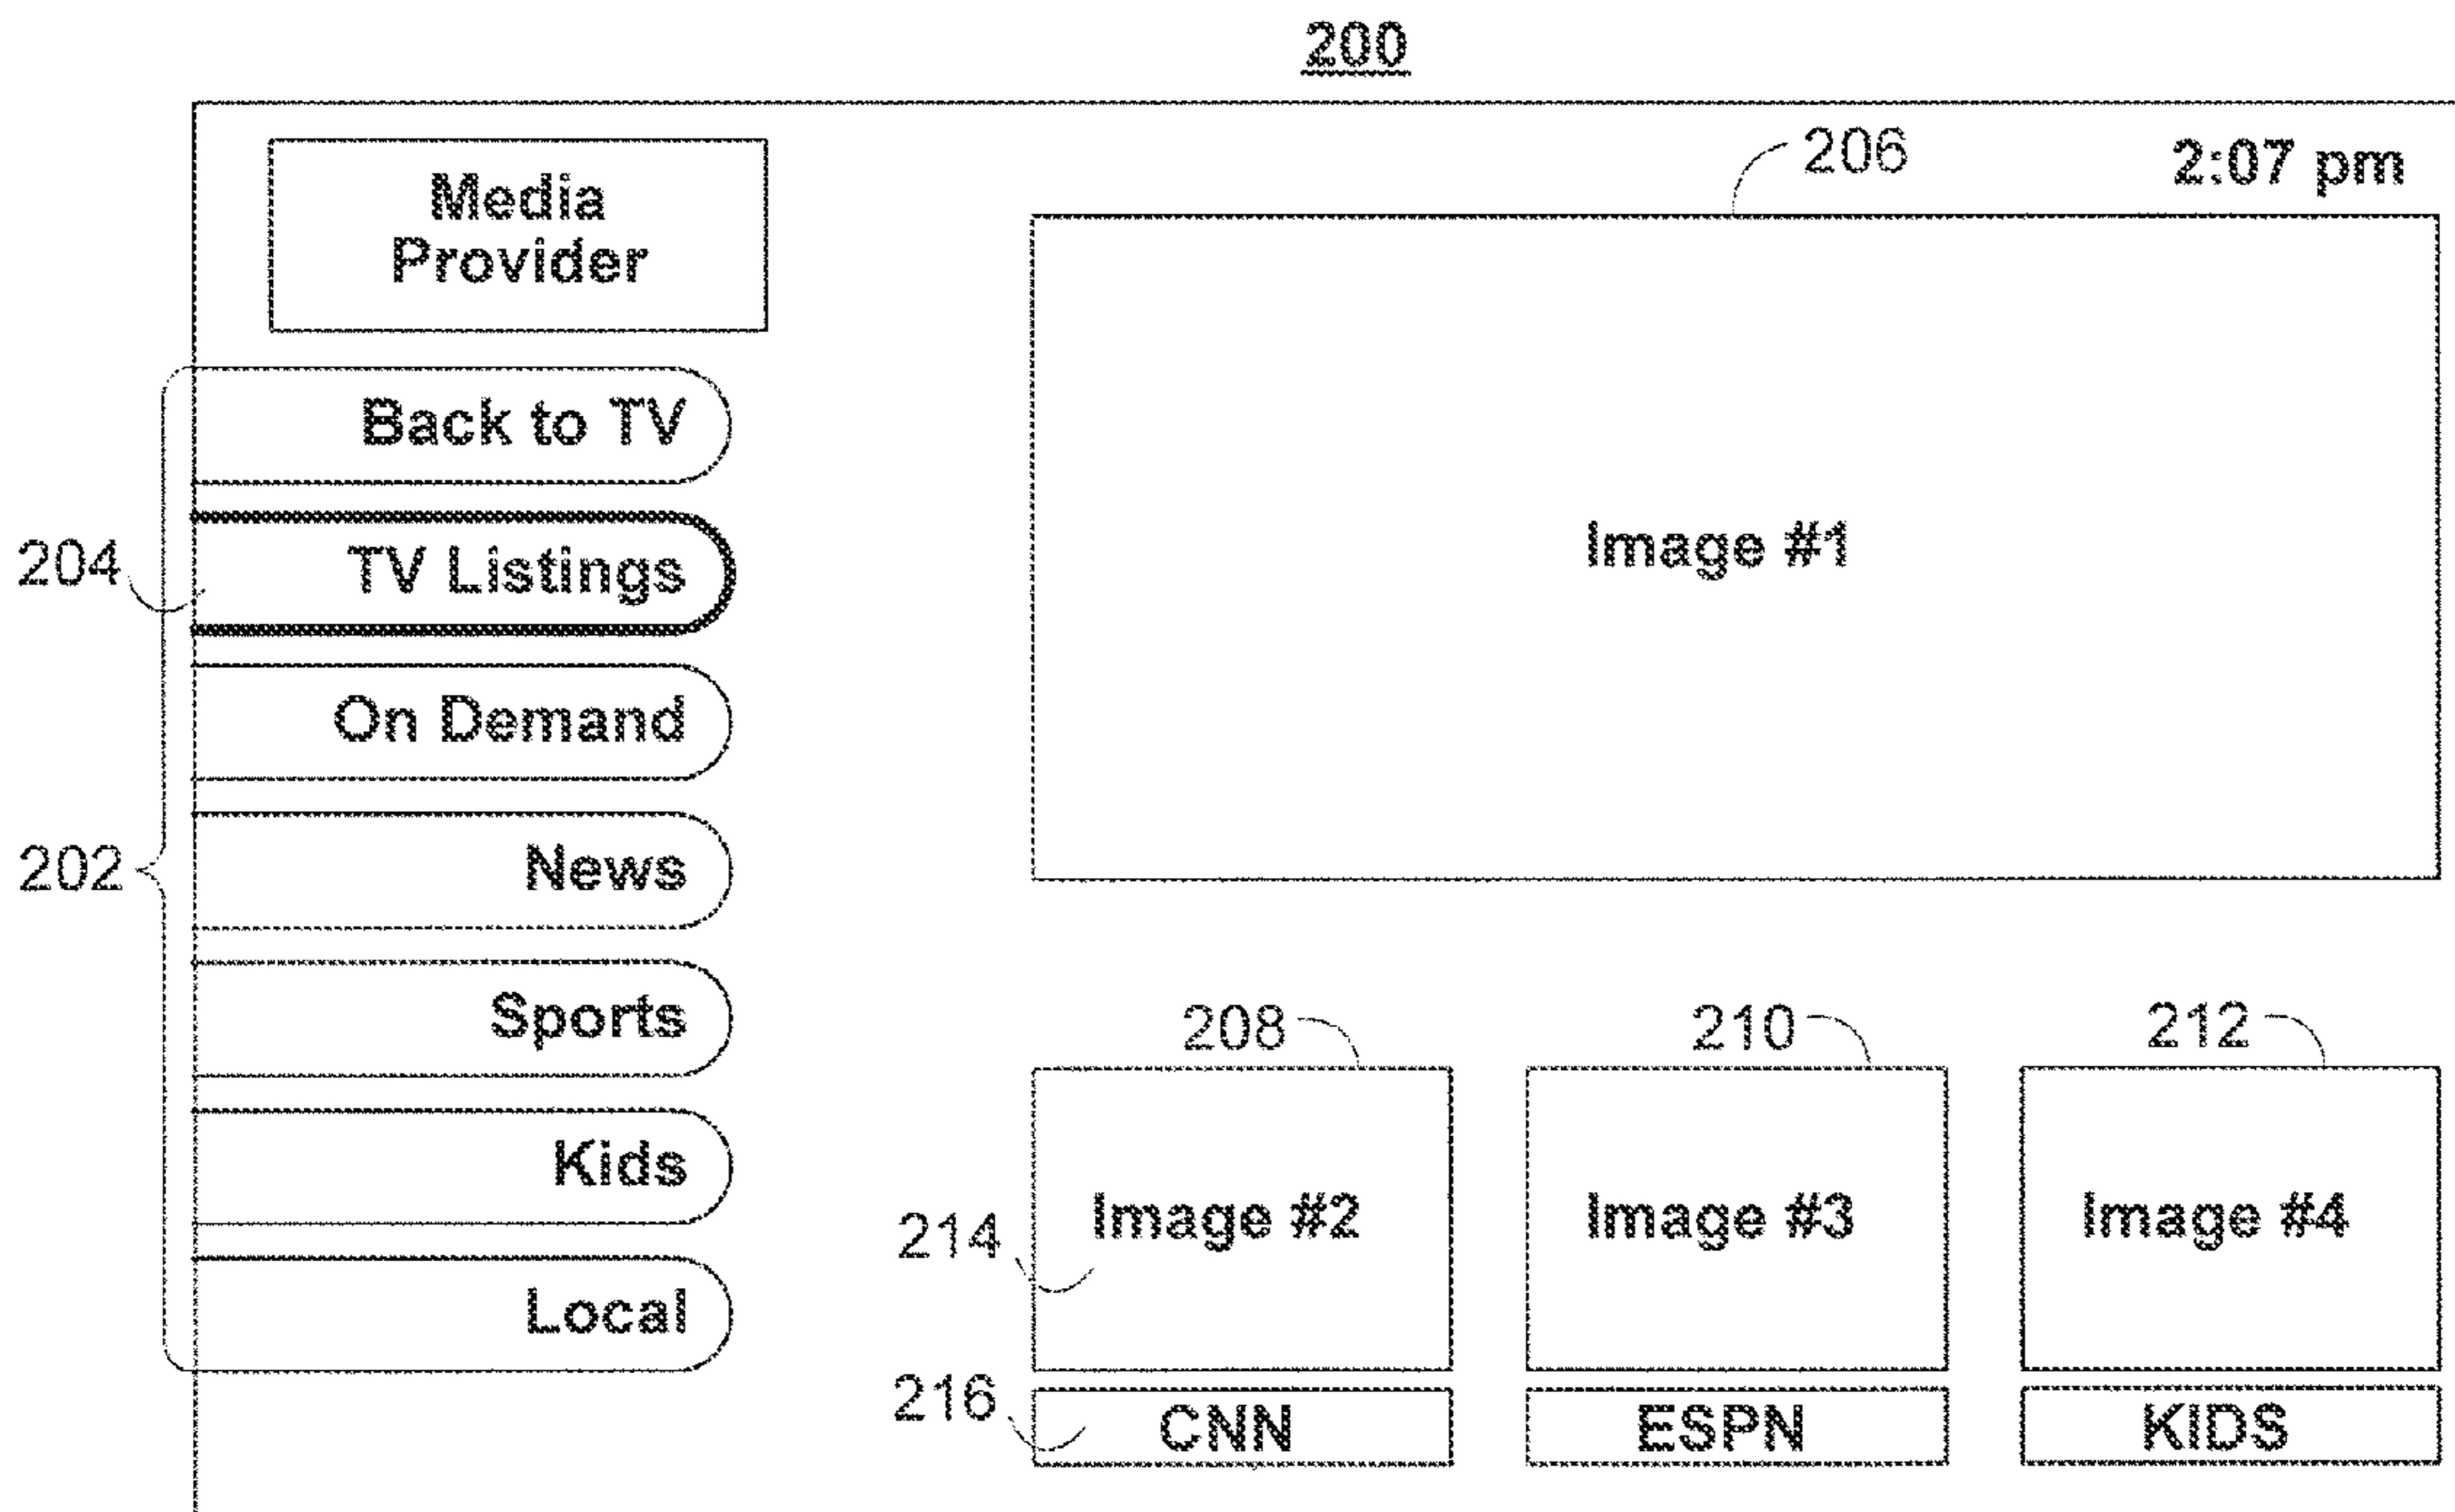 200
206
2:07 pm
Media
Provider
Back to TV
204
TV Listings
Image #1
On Demand
202
News
Sports
208
210
212
Kids
214
Image #2
Image #3
Image #4
Local
216
CNN
ESPN
KIDS